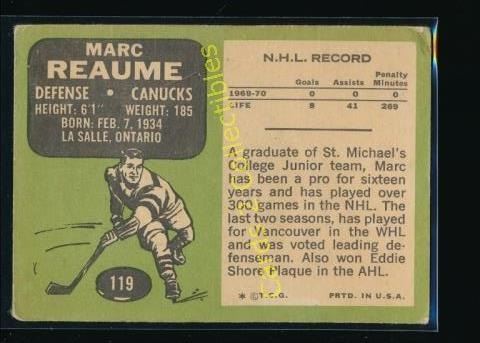 MARC
REAUME
DEFENSE • CANUCKS
HEIGHT: 6'1" WEIGHT: 185
BORN: FEB. 7, 1934
LA SALLE, ONTARIO
119
N.H.L. RECORD
Goals Assists Penalty Minutes
1969-70 0 0 0
LIFE 8 41 269
A graduate of St. Michael's
College Junior team, Marc
has been a pro for sixteen
years and has played over
300 games in the NHL. The
last two seasons, has played
for Vancouver in the WHL
and was voted leading de-
fenseman. Also won Eddie
Shore Plaque in the AHL.
* © T.C.G. PRTD. IN U.S.A.
Collectibles